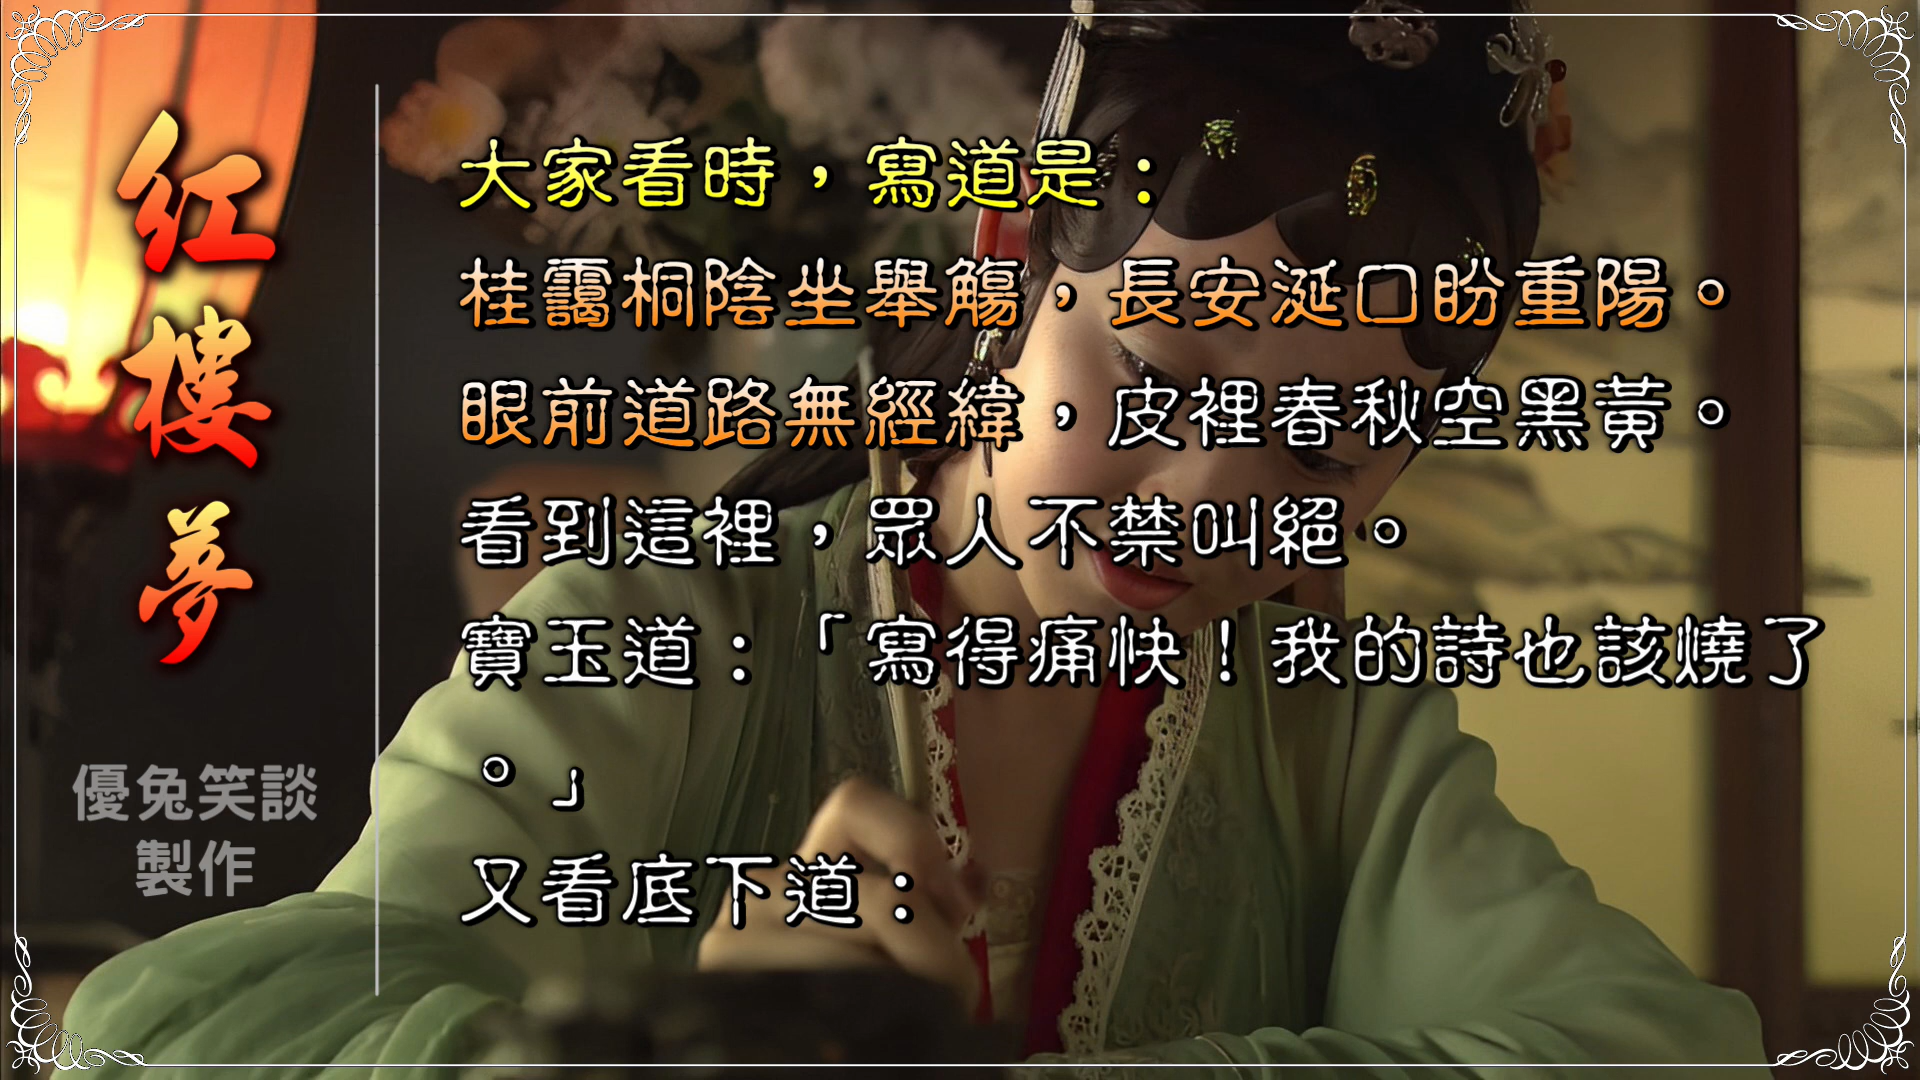 紅樓夢
優兔笑談
製作
大家看時，寫道是：
桂靄桐陰坐舉觴，長安涎口盼重陽。
眼前道路無經緯，皮裡春秋空黑黃。
看到這裡，眾人不禁叫絕。
寶玉道：「寫得痛快！我的詩也該燒了
。」
又看底下道：